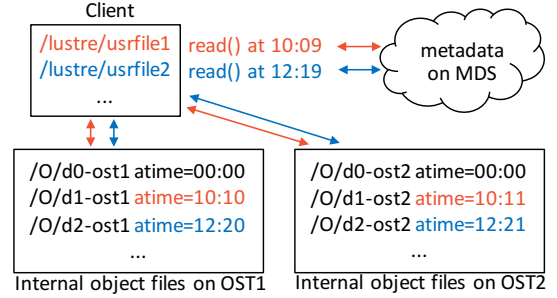 Client
/lustre/usrfile1 read() at 10:09
/lustre/usrfile2 read() at 12:19
...
metadata
on MDS
/O/d0-ost1 atime=00:00
/O/d1-ost1 atime=10:10
/O/d2-ost1 atime=12:20
...
Internal object files on OST1
/O/d0-ost2 atime=00:00
/O/d1-ost2 atime=10:11
/O/d2-ost2 atime=12:21
...
Internal object files on OST2